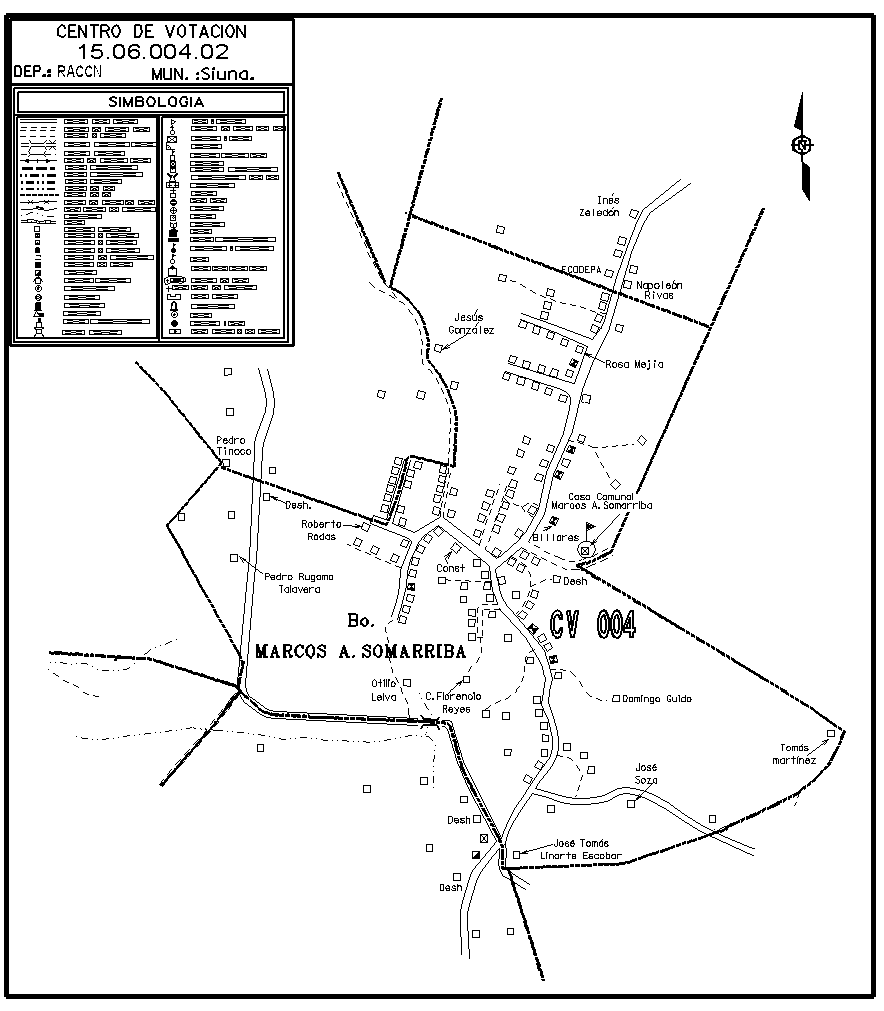 CENTRO DE VOTACION
15.06.004.02
DEP.: RACCN MUN. :Siuna.
SIMBOLOGIA
Inés
Zeledón
ECODEPA
Napoleón
Rivas
Jesús
González
Rosa Mejia
Pedro
Tinoco
Desh.
Casa Comunal
Marcos A. Somarriba
Roberto
Rodas
Billares
Const
Desh
Pedro Rugama
Talavera
Bo.
MARCOS A. SOMARRIBA
CV 004
Otilio
Leiva
C. Florencio
Reyes
Domingo Guido
Tomás
martínez
José
Soza
Desh
José Tomás
Linarte Escobar
Desh